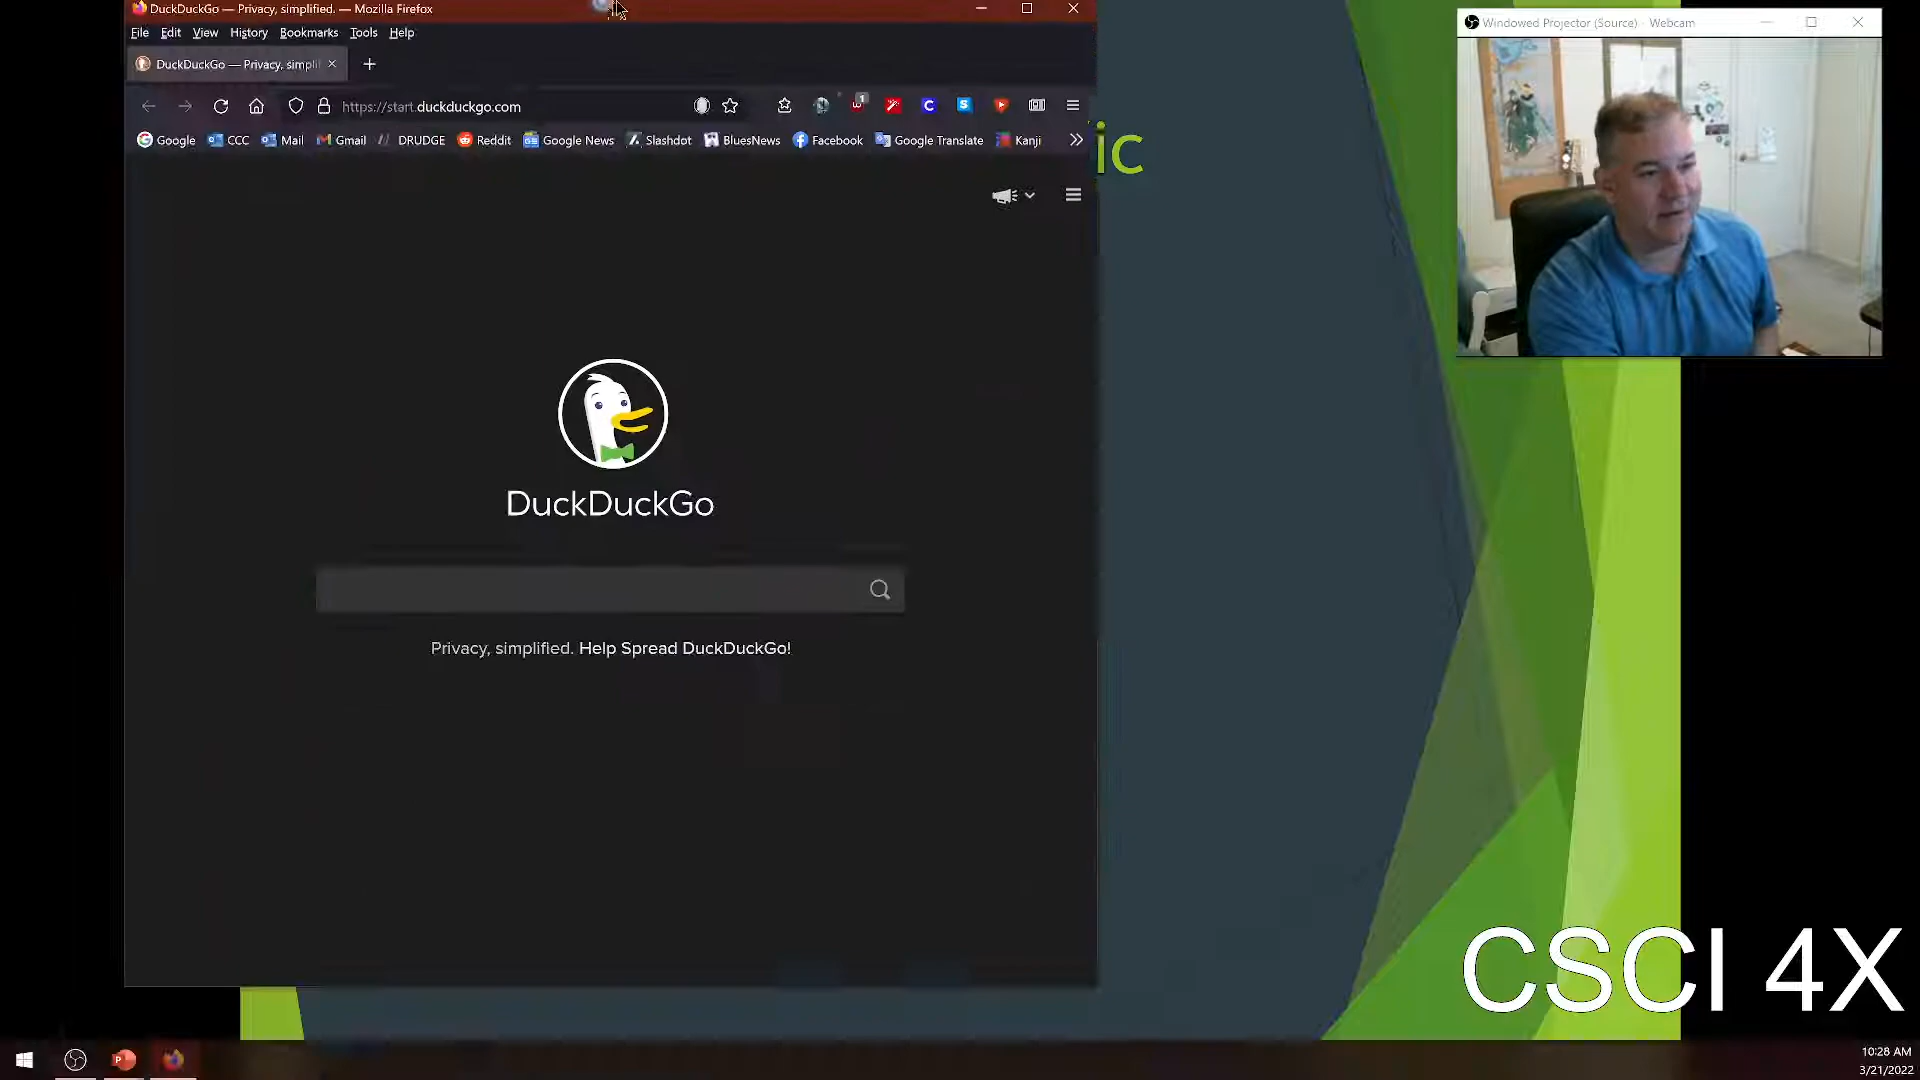 DuckDuckGo — Privacy, simplified. — Mozilla Firefox
File Edit View History Bookmarks Tools Help
DuckDuckGo — Privacy, simpli
https://start.duckduckgo.com
1
Google CCC Mail Gmail DRUDGE Reddit Google News Slashdot BluesNews Facebook Google Translate Kanji
DuckDuckGo
Privacy, simplified. Help Spread DuckDuckGo!
ic
Windowed Projector (Source) - Webcam
CSCI 4X
10:28 AM
3/21/2022